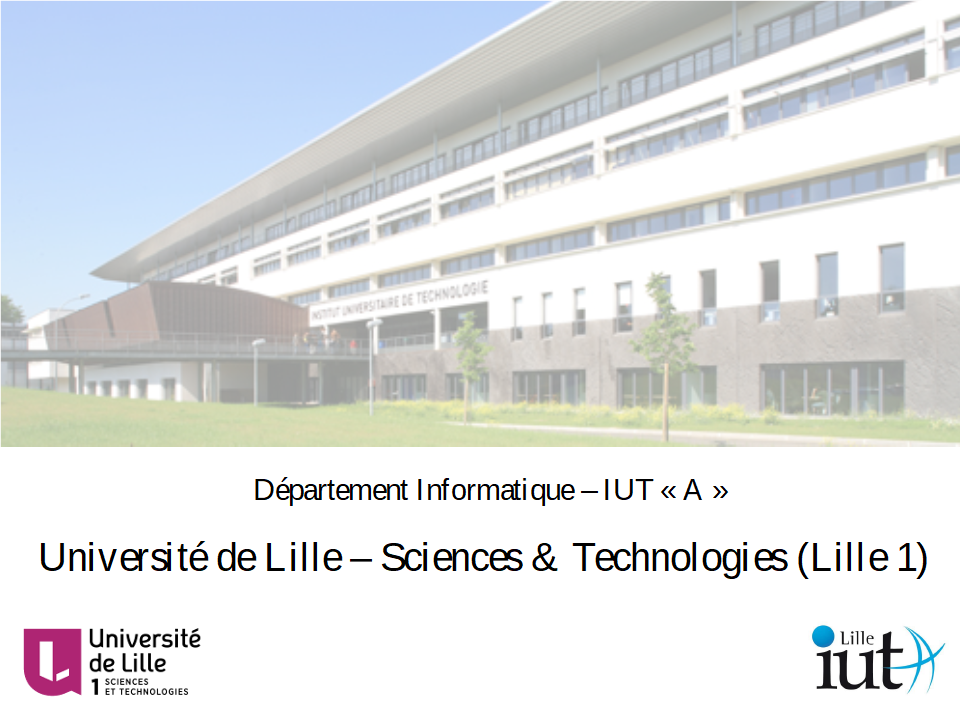 INSTITUT UNIVERSITAIRE DE TECHNOLOGIE
Département Informatique – IUT « A »
Université de Lille – Sciences & Technologies (Lille 1)
Université
de Lille
1 SCIENCES
ET TECHNOLOGIES
Lille
iut